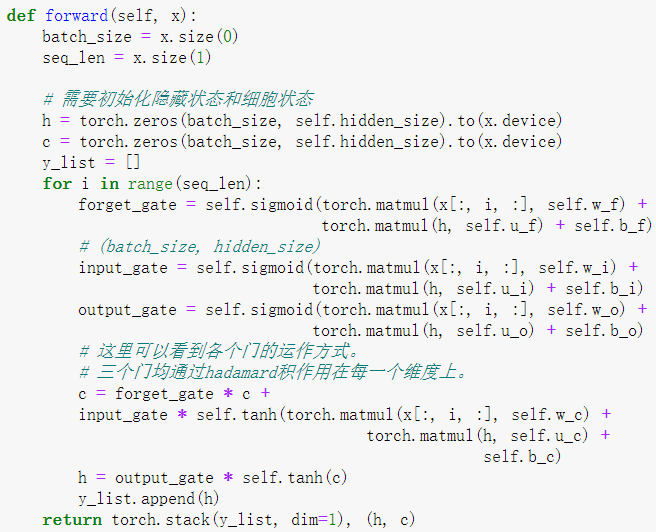 def forward(self, x):
    batch_size = x.size(0)
    seq_len = x.size(1)

    # 需要初始化隐藏状态和细胞状态
    h = torch.zeros(batch_size, self.hidden_size).to(x.device)
    c = torch.zeros(batch_size, self.hidden_size).to(x.device)
    y_list = []
    for i in range(seq_len):
        forget_gate = self.sigmoid(torch.matmul(x[:, i, :], self.w_f) +
                                   torch.matmul(h, self.u_f) + self.b_f)
        # (batch_size, hidden_size)
        input_gate = self.sigmoid(torch.matmul(x[:, i, :], self.w_i) +
                                  torch.matmul(h, self.u_i) + self.b_i)
        output_gate = self.sigmoid(torch.matmul(x[:, i, :], self.w_o) +
                                  torch.matmul(h, self.u_o) + self.b_o)
        # 这里可以看到各个门的运作方式。
        # 三个门均通过hadamard积作用在每一个维度上。
        c = forget_gate * c +
        input_gate * self.tanh(torch.matmul(x[:, i, :], self.w_c) +
                                        torch.matmul(h, self.u_c) +
                                                     self.b_c)
        h = output_gate * self.tanh(c)
        y_list.append(h)
    return torch.stack(y_list, dim=1), (h, c)